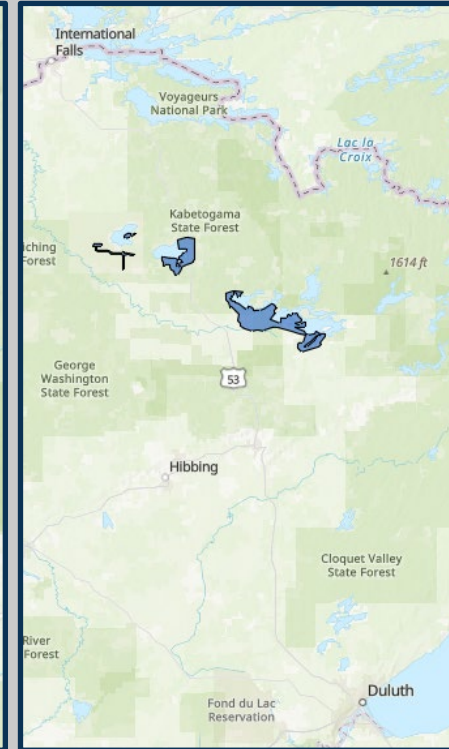 International
Falls
Voyageurs
National Park
Lac la
Croix
Kabetogama
State Forest
iching
Forest
1614 ft
George
Washington
State Forest
53
Hibbing
Cloquet Valley
State Forest
River
Forest
Duluth
Fond du Lac
Reservation